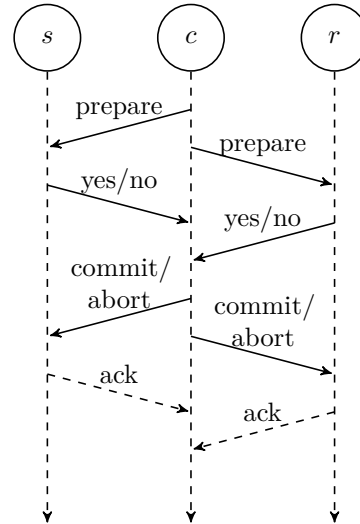 s c r
prepare
prepare
yes/no
yes/no
commit/
abort
commit/
abort
ack
ack